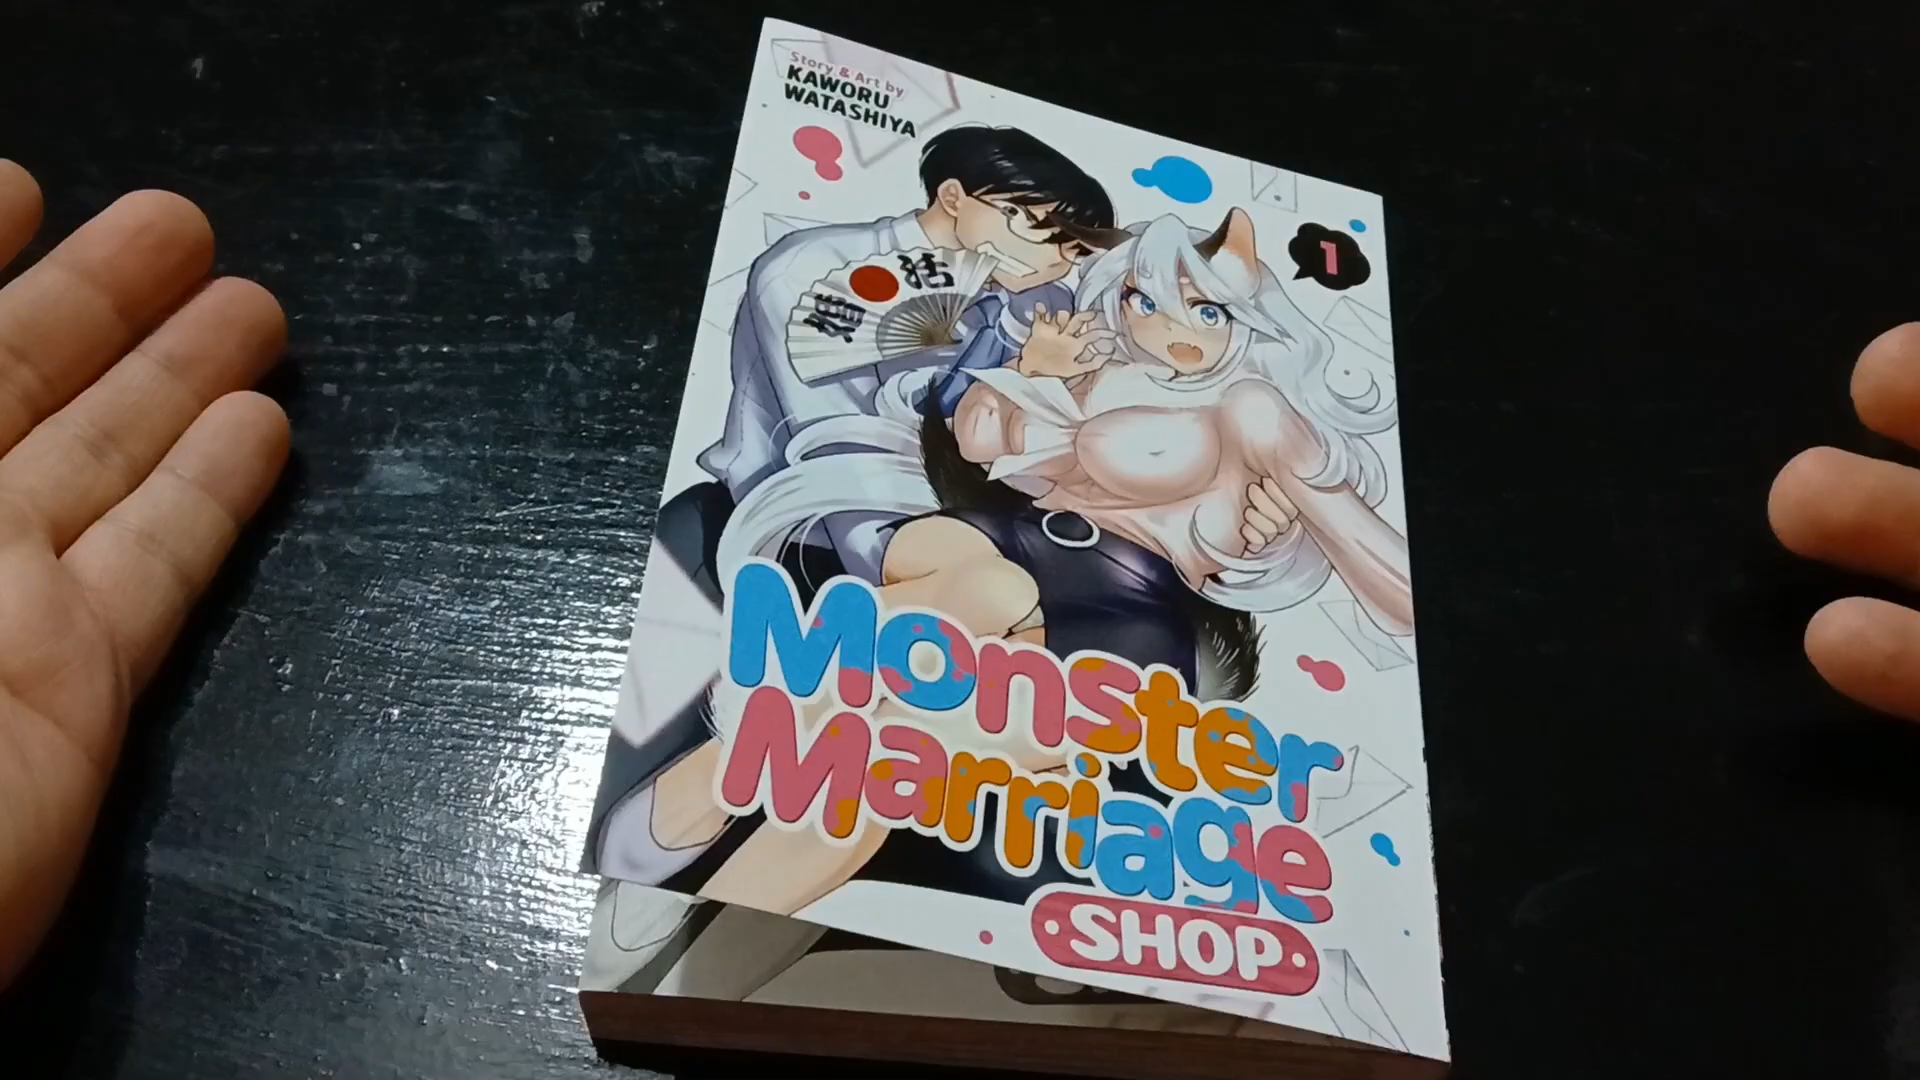 Story & Art by
KAWORU
WATASHIYA
婚活
1
Monster
Marriage
·SHOP·